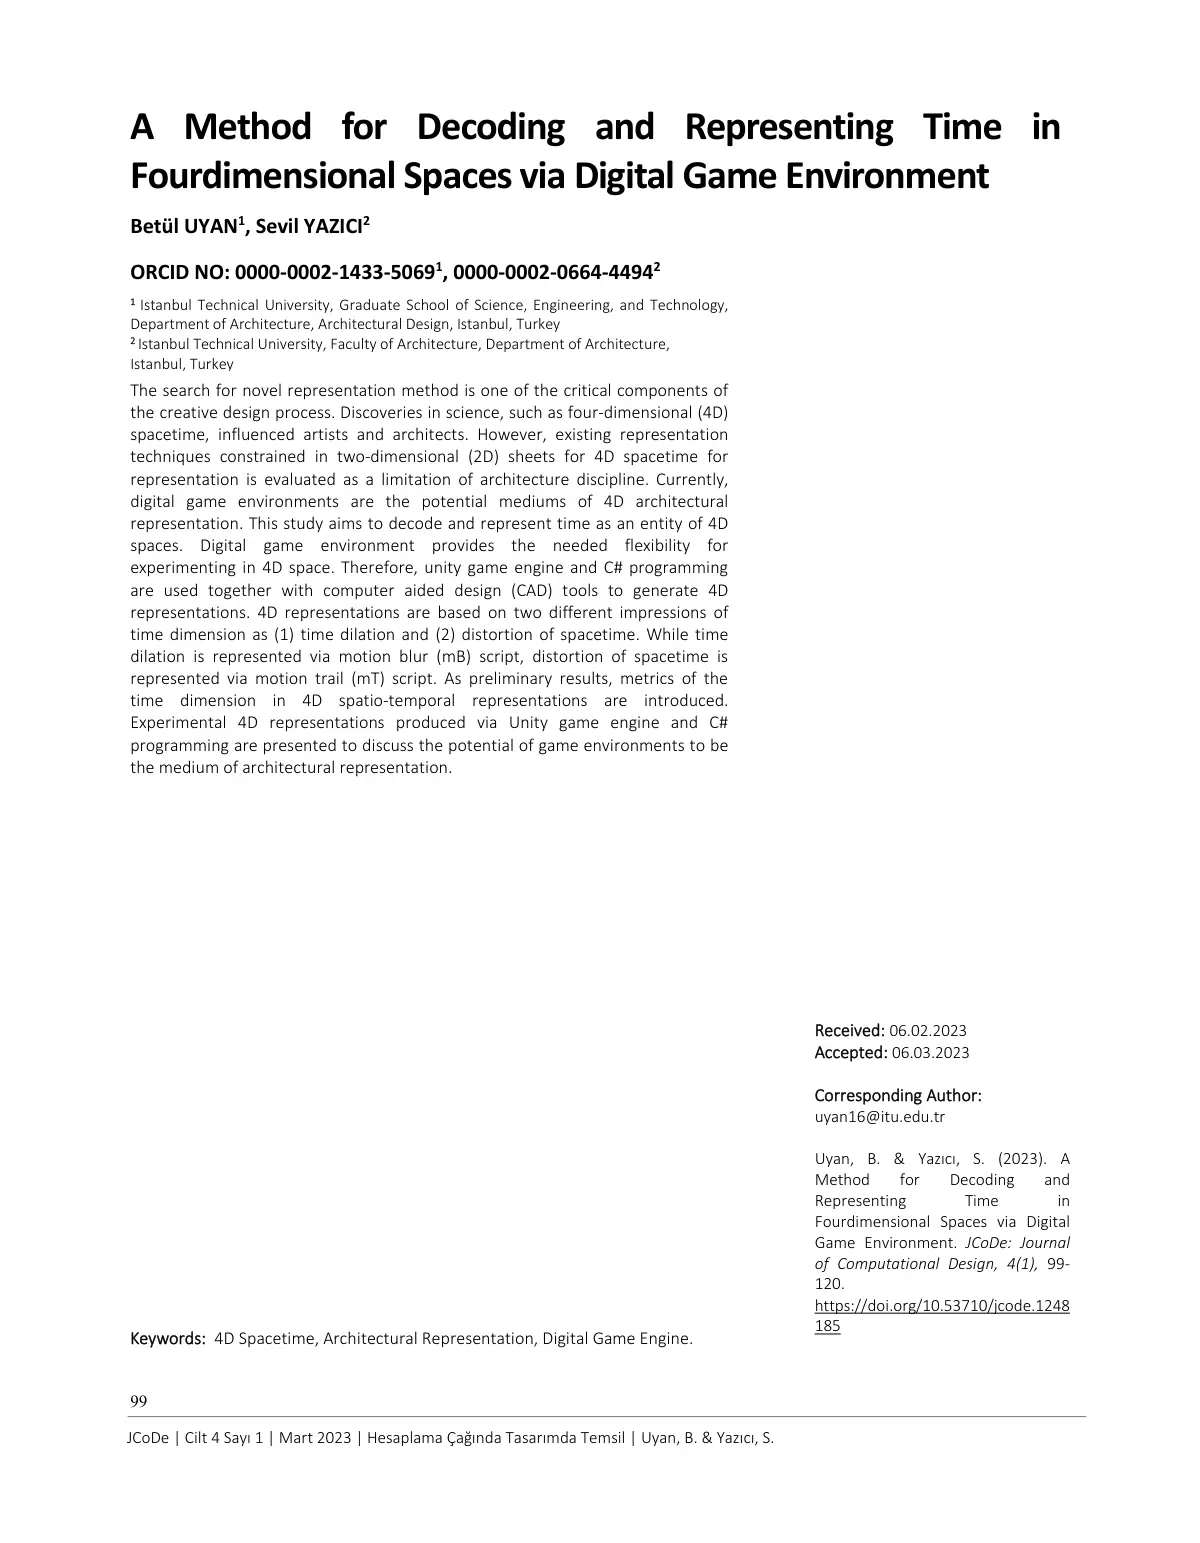 A Method for Decoding and Representing Time in
Fourdimensional Spaces via Digital Game Environment
Betül UYAN¹, Sevil YAZICI²
ORCID NO: 0000-0002-1433-5069¹, 0000-0002-0664-4494²
¹ Istanbul Technical University, Graduate School of Science, Engineering, and Technology,
Department of Architecture, Architectural Design, Istanbul, Turkey
² Istanbul Technical University, Faculty of Architecture, Department of Architecture,
Istanbul, Turkey
The search for novel representation method is one of the critical components of
the creative design process. Discoveries in science, such as four-dimensional (4D)
spacetime, influenced artists and architects. However, existing representation
techniques constrained in two-dimensional (2D) sheets for 4D spacetime for
representation is evaluated as a limitation of architecture discipline. Currently,
digital game environments are the potential mediums of 4D architectural
representation. This study aims to decode and represent time as an entity of 4D
spaces. Digital game environment provides the needed flexibility for
experimenting in 4D space. Therefore, unity game engine and C# programming
are used together with computer aided design (CAD) tools to generate 4D
representations. 4D representations are based on two different impressions of
time dimension as (1) time dilation and (2) distortion of spacetime. While time
dilation is represented via motion blur (mB) script, distortion of spacetime is
represented via motion trail (mT) script. As preliminary results, metrics of the
time dimension in 4D spatio-temporal representations are introduced.
Experimental 4D representations produced via Unity game engine and C#
programming are presented to discuss the potential of game environments to be
the medium of architectural representation.
Received: 06.02.2023
Accepted: 06.03.2023
Corresponding Author:
uyan16@itu.edu.tr
Uyan, B. & Yazıcı, S. (2023). A
Method for Decoding and
Representing Time in
Fourdimensional Spaces via Digital
Game Environment. JCoDe: Journal
of Computational Design, 4(1), 99-
120.
https://doi.org/10.53710/jcode.1248
185
Keywords: 4D Spacetime, Architectural Representation, Digital Game Engine.
99
JCoDe | Cilt 4 Sayı 1 | Mart 2023 | Hesaplama Çağında Tasarımda Temsil | Uyan, B. & Yazıcı, S.